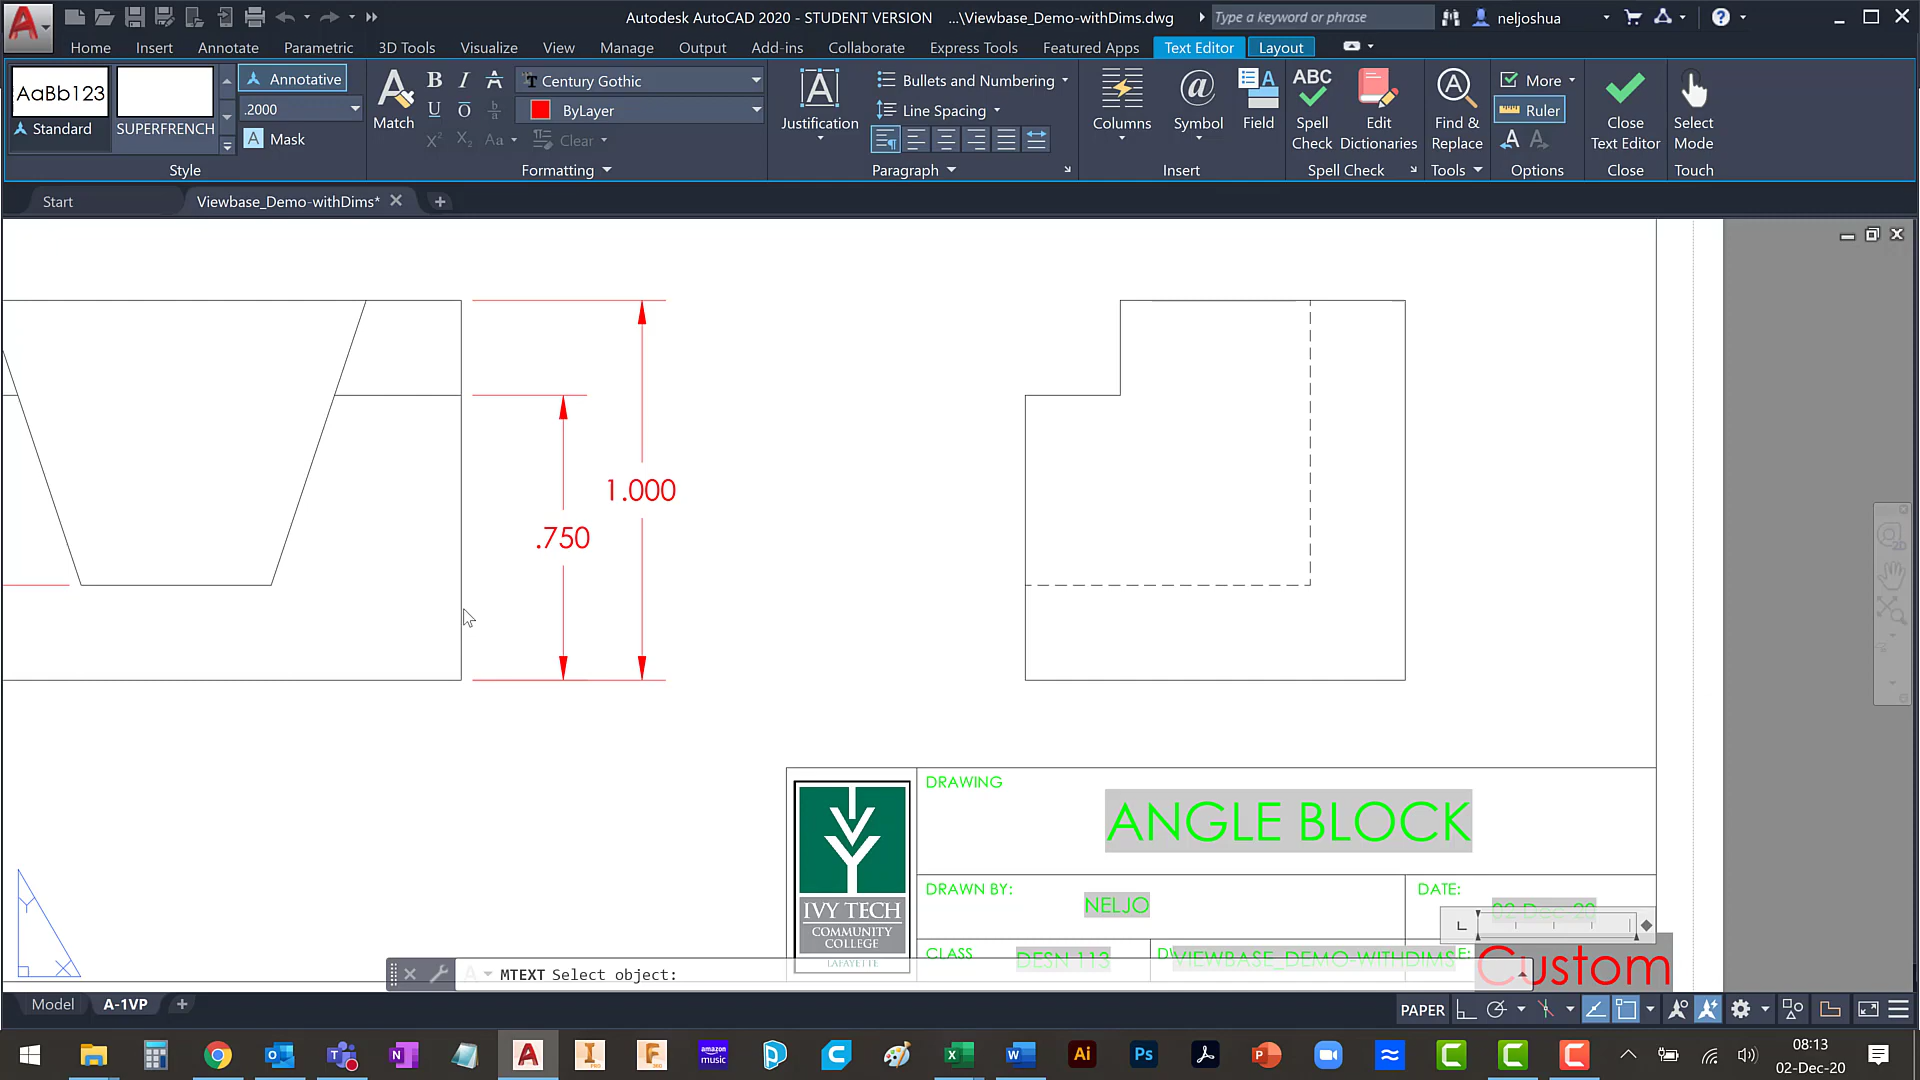 Autodesk AutoCAD 2020 - STUDENT VERSION ...\Viewbase_Demo-withDims.dwg
Type a keyword or phrase
neljoshua
Home Insert Annotate Parametric 3D Tools Visualize View Manage Output Add-ins Collaborate Express Tools Featured Apps Text Editor Layout
AaBb123
Standard
SUPERFRENCH
Annotative
.2000
Mask
Style
Match
Century Gothic
ByLayer
Clear
Formatting
Justification
Bullets and Numbering
Line Spacing
Paragraph
Columns
Symbol
Field
Insert
ABC
Spell Check
Edit Dictionaries
Spell Check
Find & Replace
Tools
More
Ruler
Options
Close Text Editor
Close
Select Mode
Touch
Start
Viewbase_Demo-withDims*
1.000
.750
DRAWING
ANGLE BLOCK
DRAWN BY:
NELJO
DATE:
02 Dec-20
IVY TECH
COMMUNITY
COLLEGE
LAFAYETTE
CLASS
DESN 113
VIEWBASE_DEMO-WITHDIMS
E:
Custom
Y
X
MTEXT Select object:
Model
A-1VP
PAPER
08:13
02-Dec-20